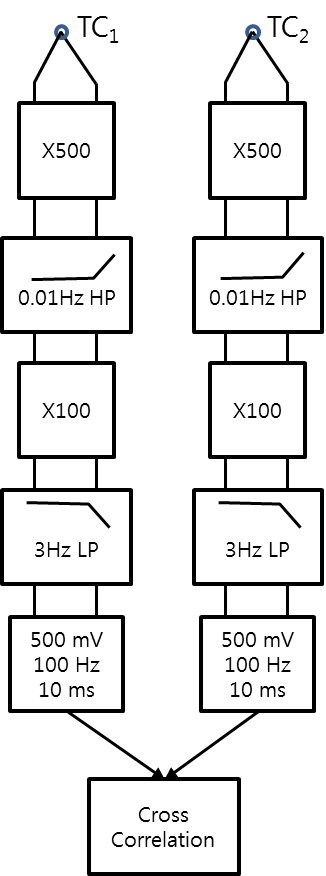 TC1
X500
0.01Hz HP
X100
3Hz LP
500 mV
100 Hz
10 ms
TC2
X500
0.01Hz HP
X100
3Hz LP
500 mV
100 Hz
10 ms
Cross
Correlation